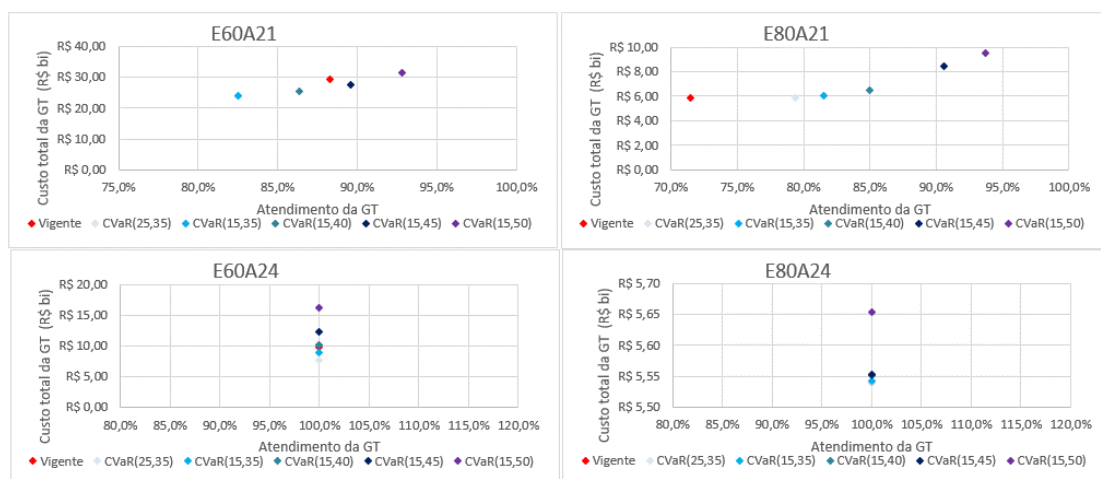 E60A21
Custo total da GT (R$ bi)
R$ 40,00
R$ 30,00
R$ 20,00
R$ 10,00
R$ 0,00
75,0% 80,0% 85,0% 90,0% 95,0% 100,0%
Atendimento da GT
Vigente CVaR(25,35) CVaR(15,35) CVaR(15,40) CVaR(15,45) CVaR(15,50)
E80A21
Custo total da GT (R$ bi)
R$ 10,00
R$ 8,00
R$ 6,00
R$ 4,00
R$ 2,00
R$ 0,00
70,0% 75,0% 80,0% 85,0% 90,0% 95,0% 100,0%
Atendimento da GT
Vigente CVaR(25,35) CVaR(15,35) CVaR(15,40) CVaR(15,45) CVaR(15,50)
E60A24
Custo total da GT (R$ bi)
R$ 20,00
R$ 15,00
R$ 10,00
R$ 5,00
R$ 0,00
80,0% 85,0% 90,0% 95,0% 100,0% 105,0% 110,0% 115,0% 120,0%
Atendimento da GT
Vigente CVaR(25,35) CVaR(15,35) CVaR(15,40) CVaR(15,45) CVaR(15,50)
E80A24
Custo total da GT (R$ bi)
R$ 5,70
R$ 5,65
R$ 5,60
R$ 5,55
R$ 5,50
80,0% 85,0% 90,0% 95,0% 100,0% 105,0% 110,0% 115,0% 120,0%
Atendimento da GT
Vigente CVaR(25,35) CVaR(15,35) CVaR(15,40) CVaR(15,45) CVaR(15,50)